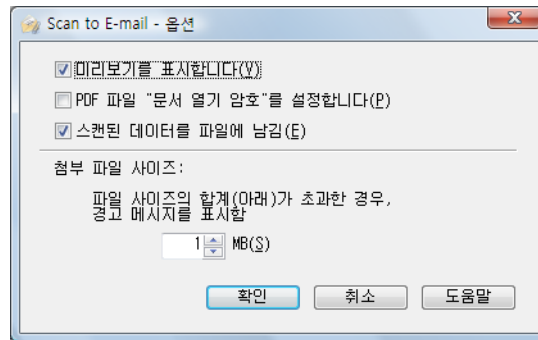 Scan to E-mail - 옵션
미리보기를 표시합니다(V)
PDF 파일 "문서 열기 암호"를 설정합니다(P)
스캔된 데이터를 파일에 남김(E)
첨부 파일 사이즈:
파일 사이즈의 합계(아래)가 초과한 경우,
경고 메시지를 표시함
1 MB(S)
확인 취소 도움말